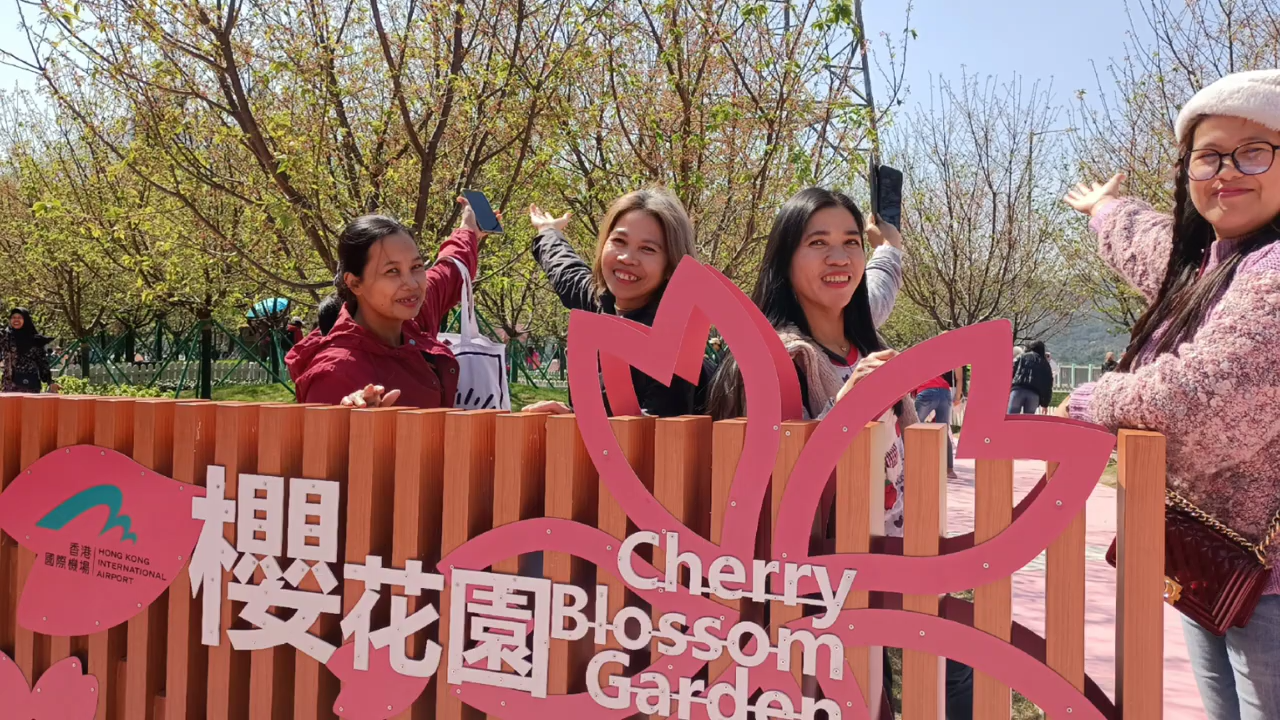 香港
國際機場
HONG KONG
INTERNATIONAL
AIRPORT
櫻花園
Cherry
Blossom
Garden